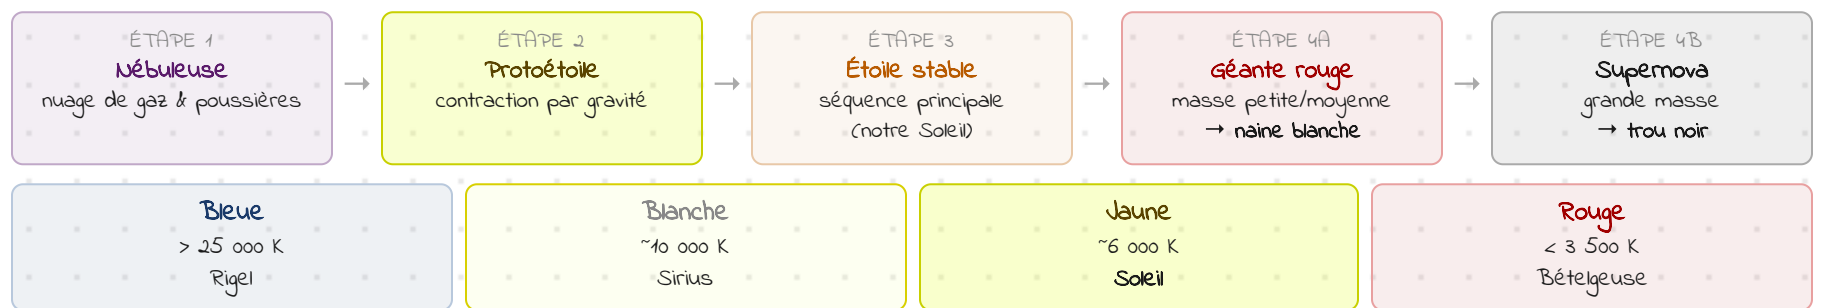 ÉTAPE 1
Nébuleuse
nuage de gaz & poussières
→
ÉTAPE 2
Protoétoile
contraction par gravité
→
ÉTAPE 3
Étoile stable
séquence principale
(notre Soleil)
→
ÉTAPE 4A
Géante rouge
masse petite/moyenne
→ naine blanche
→
ÉTAPE 4B
Supernova
grande masse
→ trou noir
Bleue
> 25 000 K
Rigel
Blanche
~10 000 K
Sirius
Jaune
~6 000 K
Soleil
Rouge
< 3 500 K
Bételgeuse